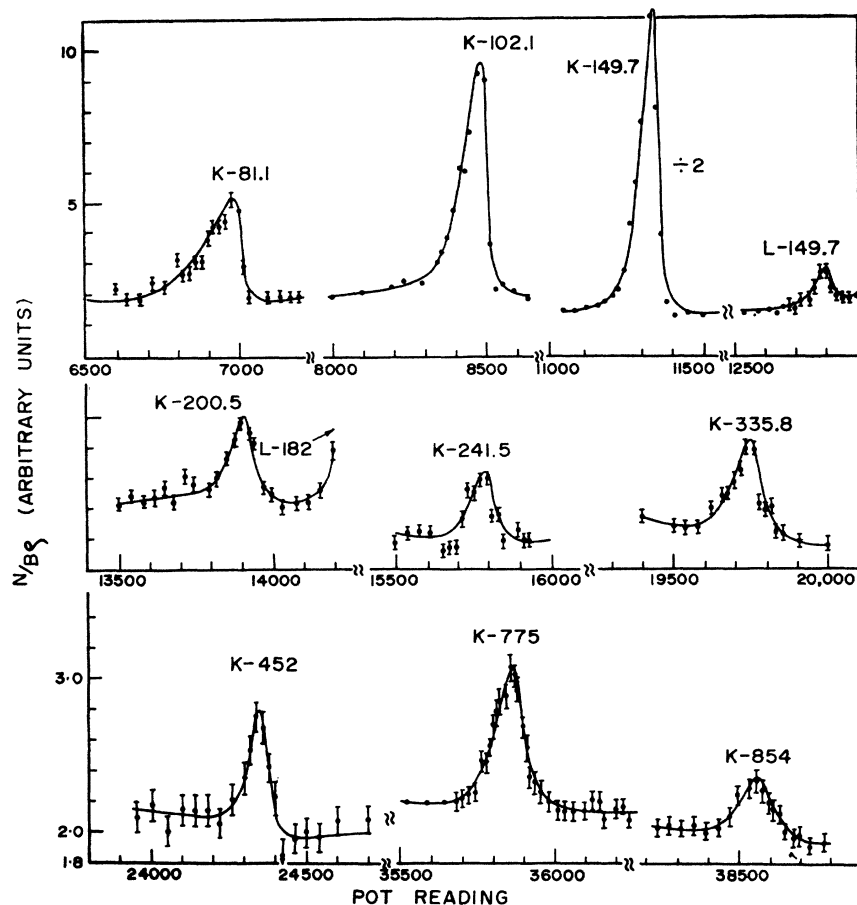 10
5
K-81.1
K-102.1
K-149.7
÷2
L-149.7
6500 7000 8000 8500 11000 11500 12500
N/Bρ (ARBITRARY UNITS)
K-200.5
L-182
K-241.5
K-335.8
13500 14000 15500 16000 19500 20,000
3.0
2.0
1.8
K-452
K-775
K-854
24000 24500 35500 36000 38500
POT READING